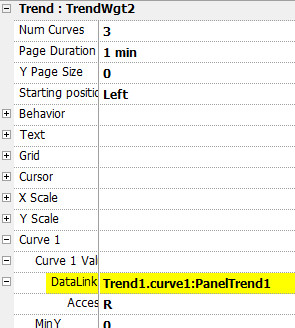 Trend : TrendWgt2
Num Curves 3
Page Duration 1 min
Y Page Size 0
Starting positio Left
Behavior
Text
Grid
Cursor
X Scale
Y Scale
Curve 1
Curve 1 Val
DataLink Trend1.curve1:PanelTrend1
Acces R
MinY 0